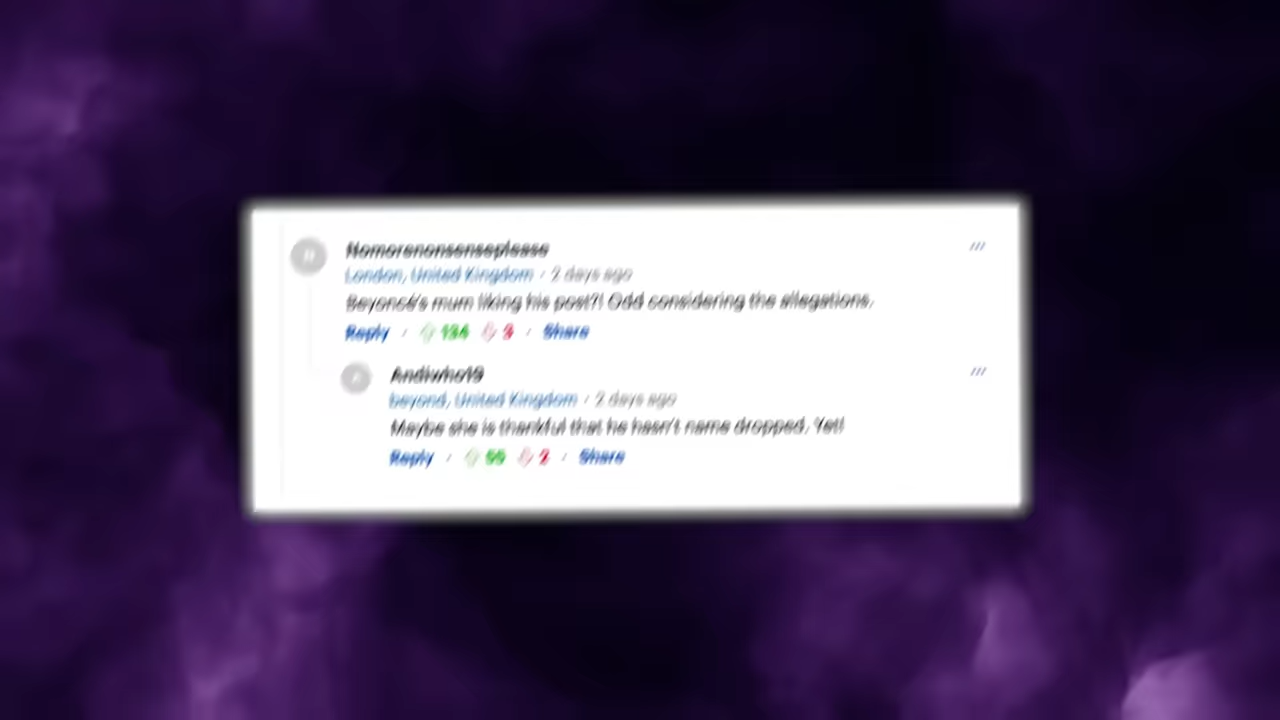 Nomorenonsenseplease
London, United Kingdom · 2 days ago
Beyoncé's mum liking his post?! Odd considering the allegations.
Reply · 134 3 · Share
Andiwho19
beyond, United Kingdom · 2 days ago
Maybe she is thankful that he hasn't name dropped. Yet!
Reply · 2 · Share